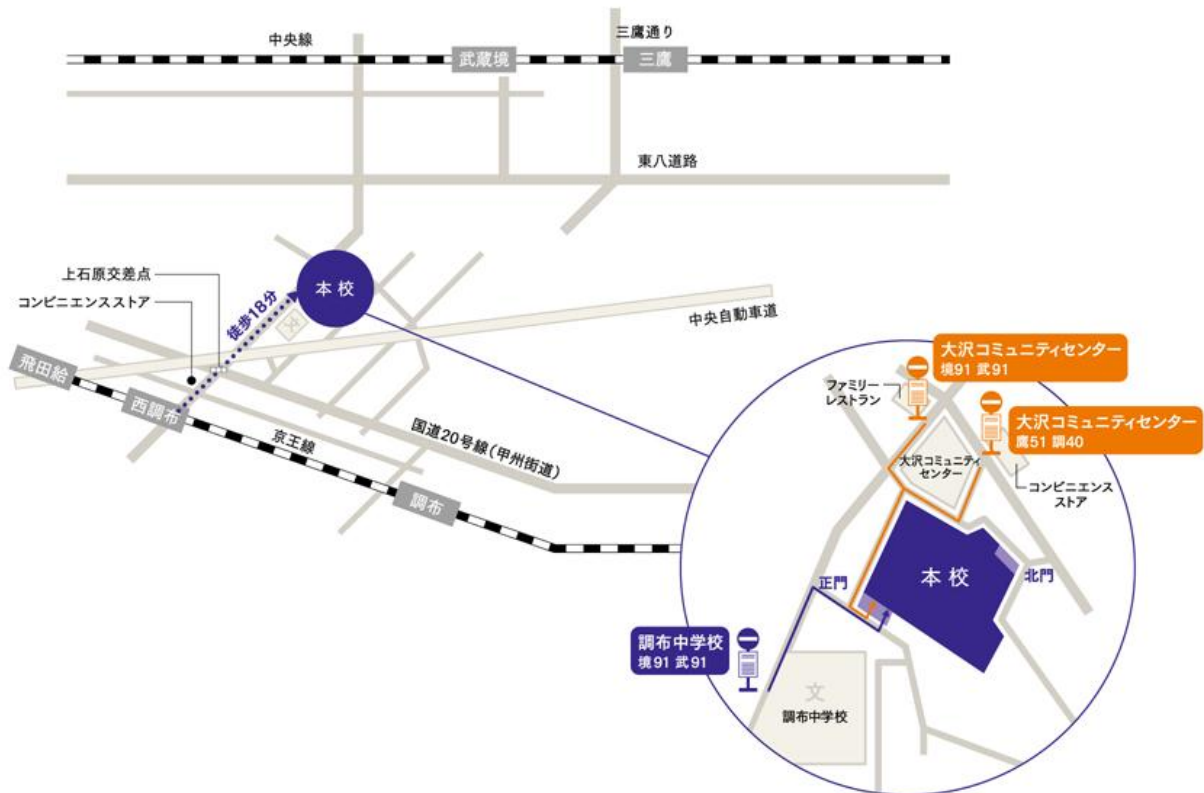 三鷹通り
中央線
武蔵境
三鷹
東八道路
上石原交差点
コンビニエンスストア
徒歩18分
本校
中央自動車道
飛田給
西調布
京王線
国道20号線(甲州街道)
調布
大沢コミュニティセンター
境91 武91
ファミリー
レストラン
大沢コミュニティセンター
鷹51 調40
大沢コミュニティ
センター
コンビニエンス
ストア
本校
北門
正門
調布中学校
境91 武91
文
調布中学校
文